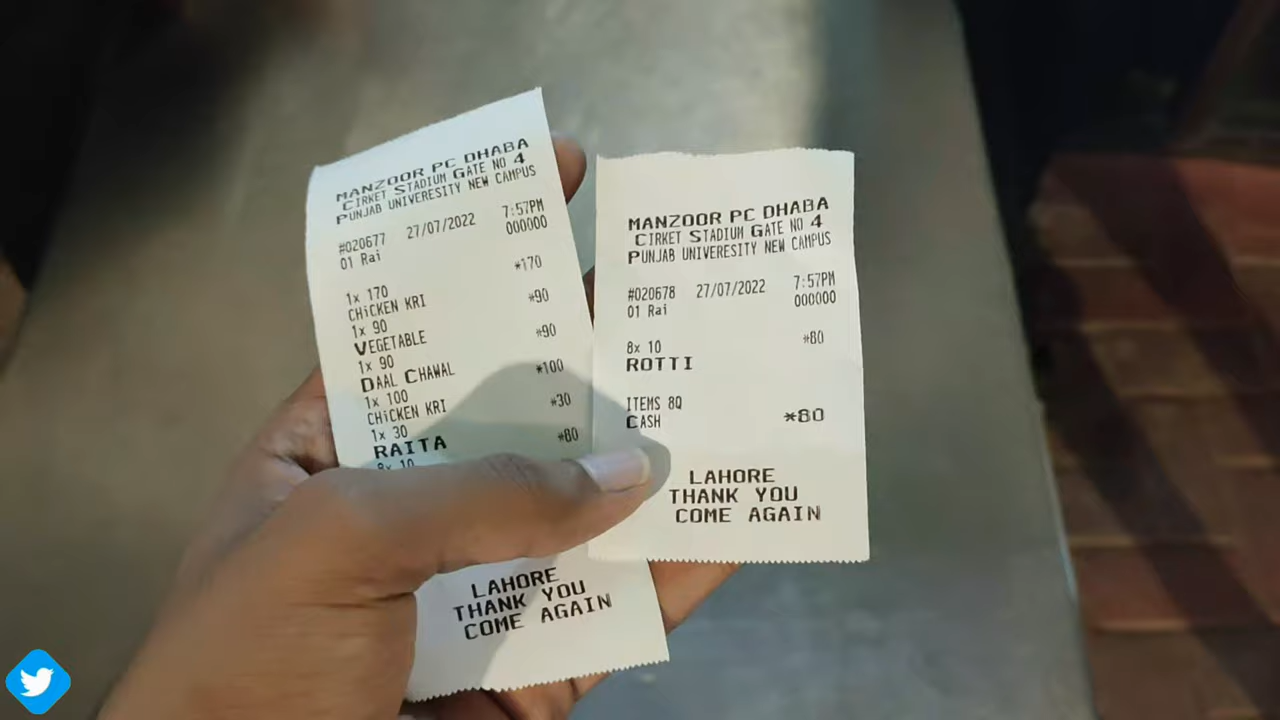 MANZOOR PC DHABA
CIRKET STADIUM GATE NO 4
PUNJAB UNIVERESITY NEW CAMPUS
#020677 27/07/2022 7:57PM
01 Rai 000000
*170
1x 170
CHiCKEN KRI *90
1x 90
VEGETABLE *90
1x 90
DAAL CHAWAL *100
1x 100
CHiCKEN KRI *30
1x 30
RAITA *80
8x 10
LAHORE
THANK YOU
COME AGAIN
MANZOOR PC DHABA
CIRKET STADIUM GATE NO 4
PUNJAB UNIVERESITY NEW CAMPUS
#020678 27/07/2022 7:57PM
01 Rai 000000
8x 10 *80
ROTTI
ITEMS 8Q
CASH *80
LAHORE
THANK YOU
COME AGAIN